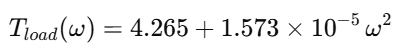 T_{load}(ω) = 4.265 + 1.573 × 10^{−5} ω^2